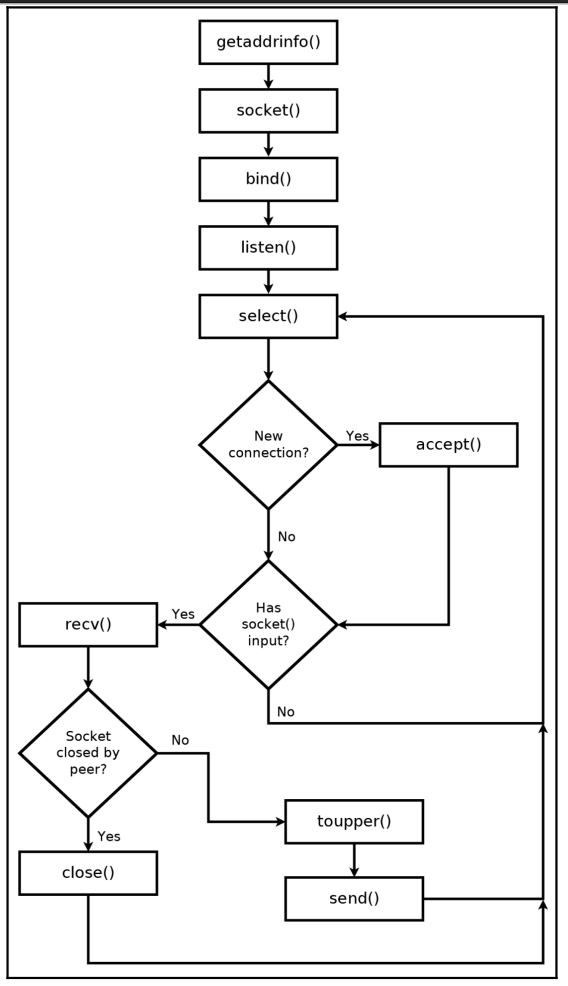 getaddrinfo()
socket()
bind()
listen()
select()
New
connection?
Yes
accept()
No
Has
socket()
input?
Yes
recv()
No
Socket
closed by
peer?
No
toupper()
Yes
close()
send()